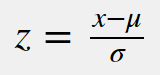 z = (x−μ)/σ